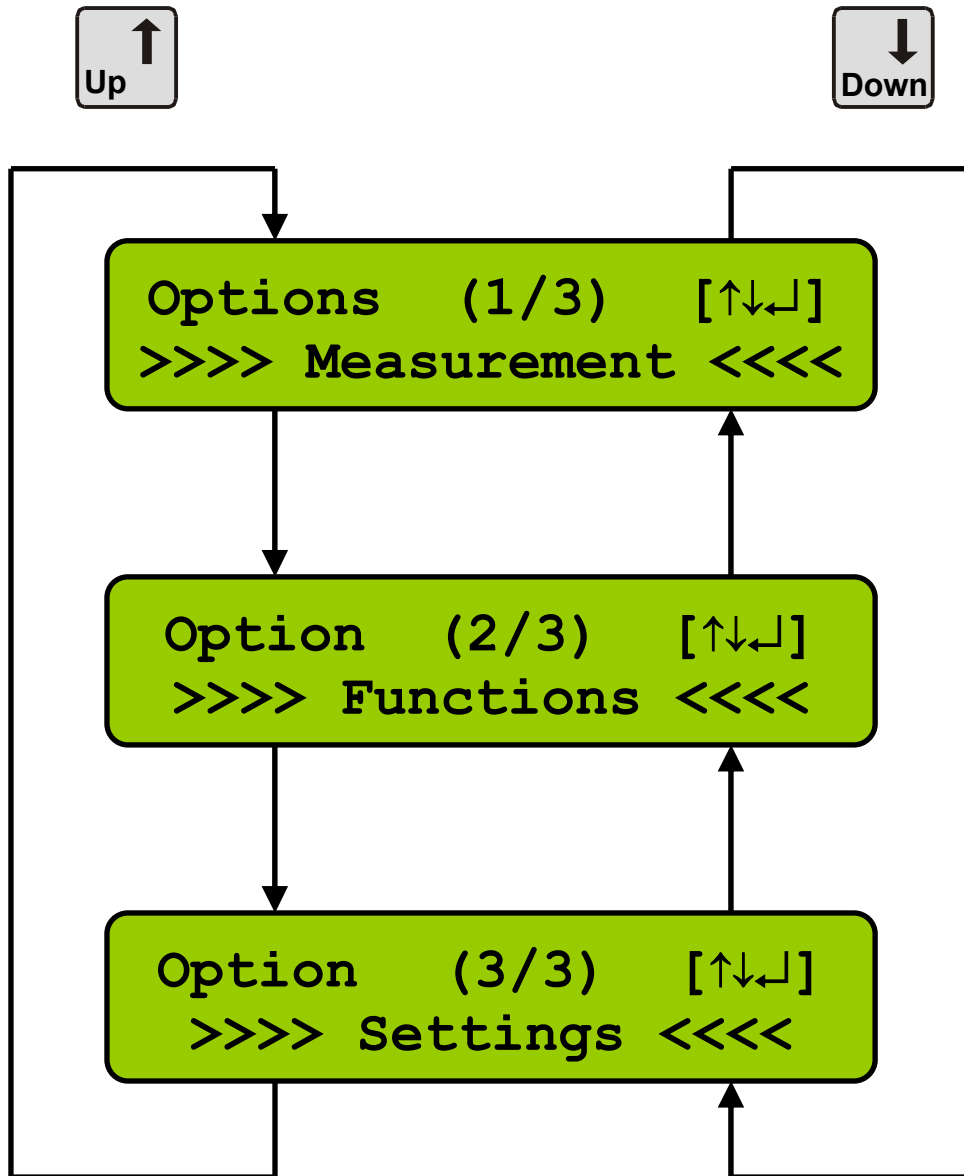 Up ↑
Down ↓
Options (1/3) [↑↓↵]
>>>> Measurement <<<<
Option (2/3) [↑↓↵]
>>>> Functions <<<<
Option (3/3) [↑↓↵]
>>>> Settings <<<<